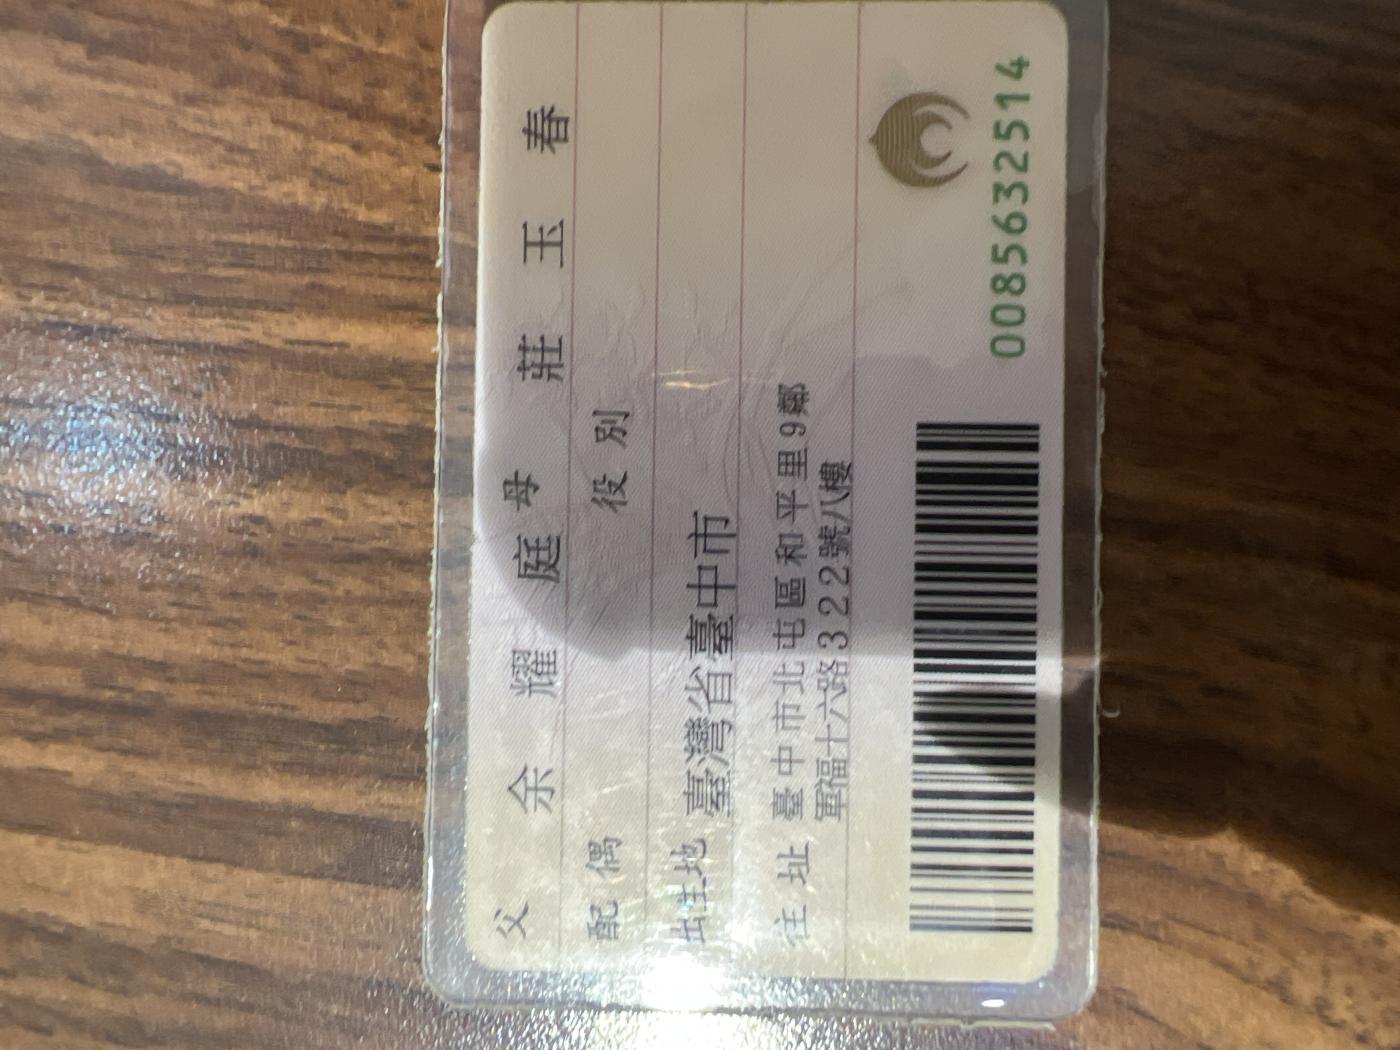 父 余耀庭 母 莊玉春
配偶 役別
出生地 臺灣省臺中市
住址 臺中市北屯區和平里9鄰
軍福十六路322號八樓
0085632514